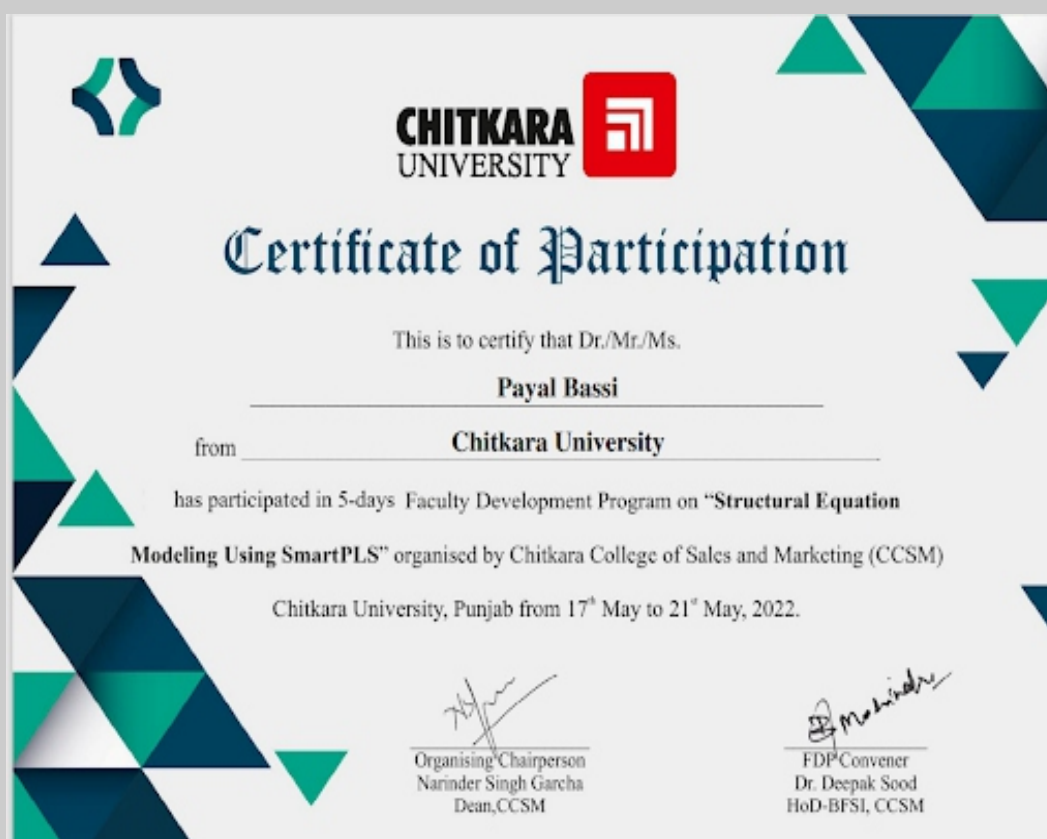 CHITKARA
UNIVERSITY
Certificate of Participation
This is to certify that Dr./Mr./Ms.
Payal Bassi
from Chitkara University
has participated in 5-days Faculty Development Program on “Structural Equation
Modeling Using SmartPLS” organised by Chitkara College of Sales and Marketing (CCSM)
Chitkara University, Punjab from 17th May to 21st May, 2022.
Organising Chairperson
Narinder Singh Garcha
Dean,CCSM
FDP Convener
Dr. Deepak Sood
HoD-BFSI, CCSM